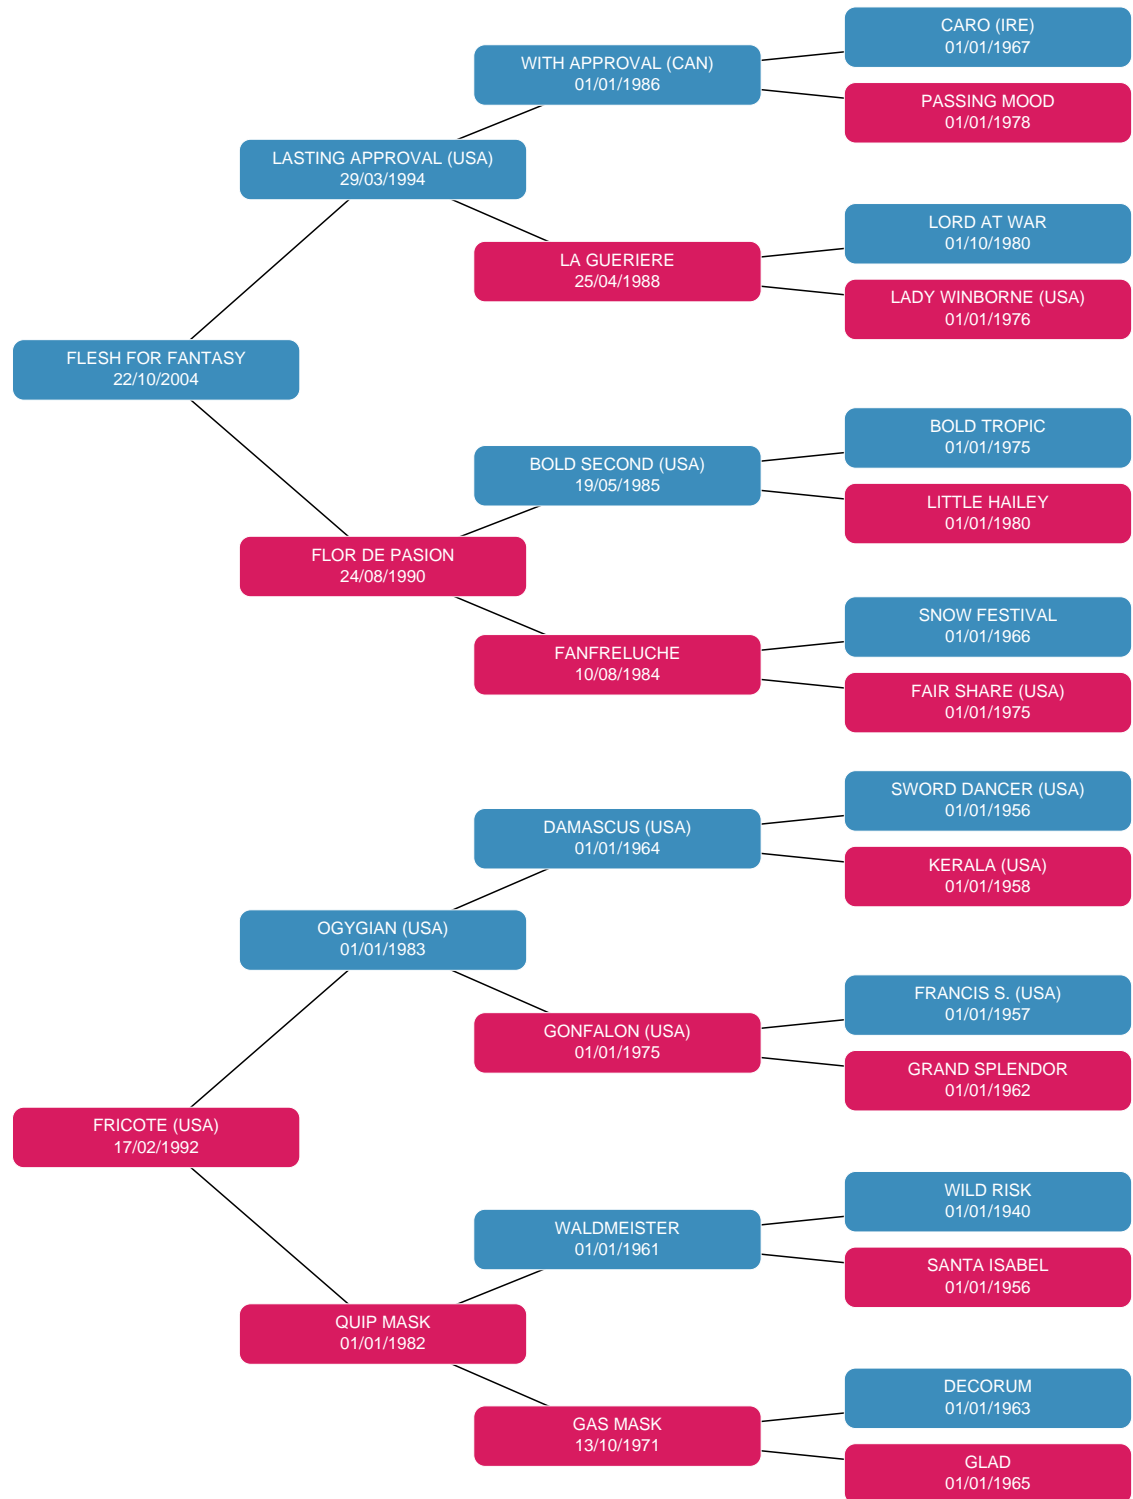 CARO (IRE)
01/01/1967
WITH APPROVAL (CAN)
01/01/1986
PASSING MOOD
01/01/1978
LASTING APPROVAL (USA)
29/03/1994
LORD AT WAR
01/10/1980
LA GUERIERE
25/04/1988
LADY WINBORNE (USA)
01/01/1976
FLESH FOR FANTASY
22/10/2004
BOLD TROPIC
01/01/1975
BOLD SECOND (USA)
19/05/1985
LITTLE HAILEY
01/01/1980
FLOR DE PASION
24/08/1990
SNOW FESTIVAL
01/01/1966
FANFRELUCHE
10/08/1984
FAIR SHARE (USA)
01/01/1975
SWORD DANCER (USA)
01/01/1956
DAMASCUS (USA)
01/01/1964
KERALA (USA)
01/01/1958
OGYGIAN (USA)
01/01/1983
FRANCIS S. (USA)
01/01/1957
GONFALON (USA)
01/01/1975
GRAND SPLENDOR
01/01/1962
FRICOTE (USA)
17/02/1992
WILD RISK
01/01/1940
WALDMEISTER
01/01/1961
SANTA ISABEL
01/01/1956
QUIP MASK
01/01/1982
DECORUM
01/01/1963
GAS MASK
13/10/1971
GLAD
01/01/1965